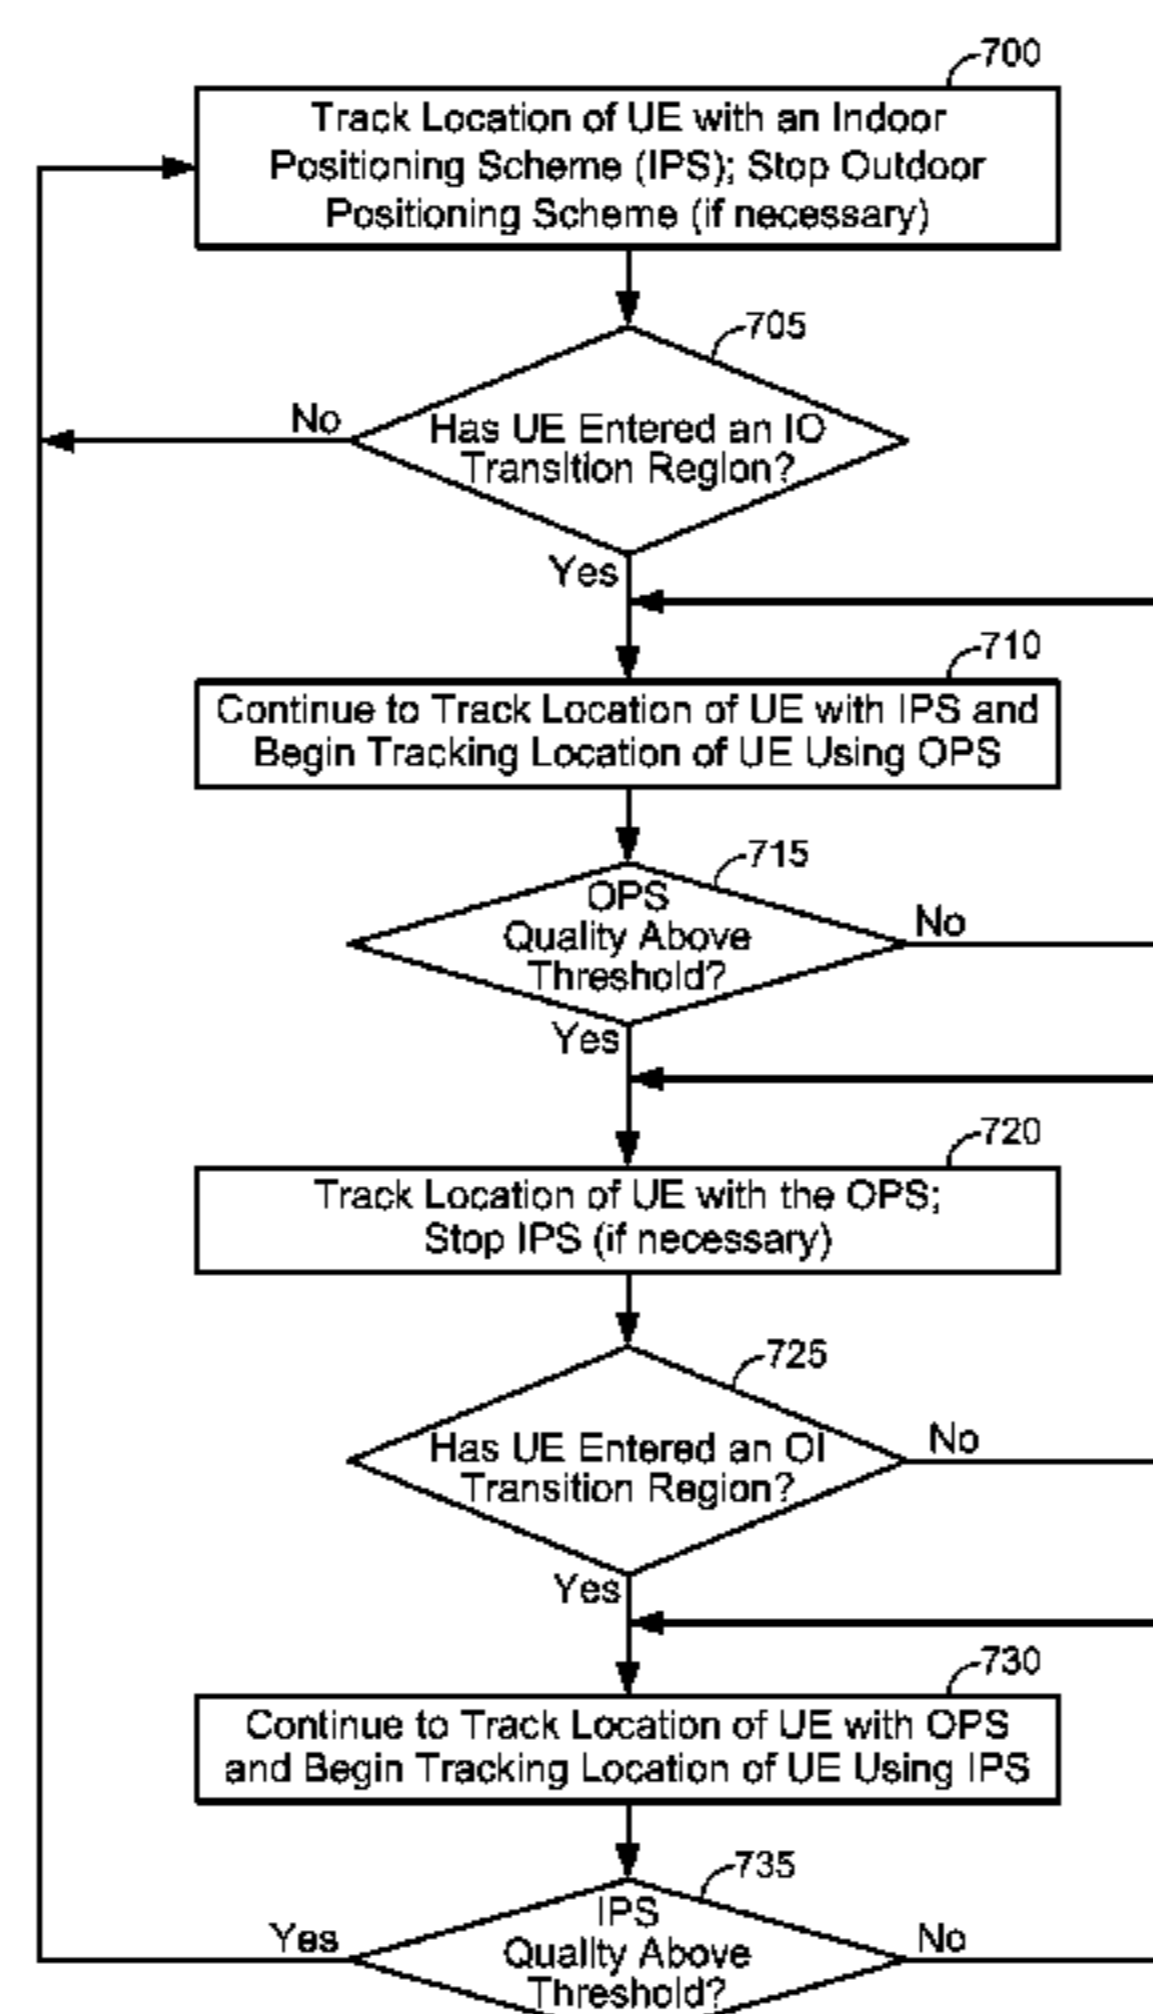 700
Track Location of UE with an Indoor
Positioning Scheme (IPS); Stop Outdoor
Positioning Scheme (if necessary)
705
No
Has UE Entered an IO
Transition Region?
Yes
710
Continue to Track Location of UE with IPS and
Begin Tracking Location of UE Using OPS
715
OPS
Quality Above
Threshold?
No
Yes
720
Track Location of UE with the OPS;
Stop IPS (if necessary)
725
Has UE Entered an OI
Transition Region?
No
Yes
730
Continue to Track Location of UE with OPS
and Begin Tracking Location of UE Using IPS
735
Yes
IPS
Quality Above
Threshold?
No